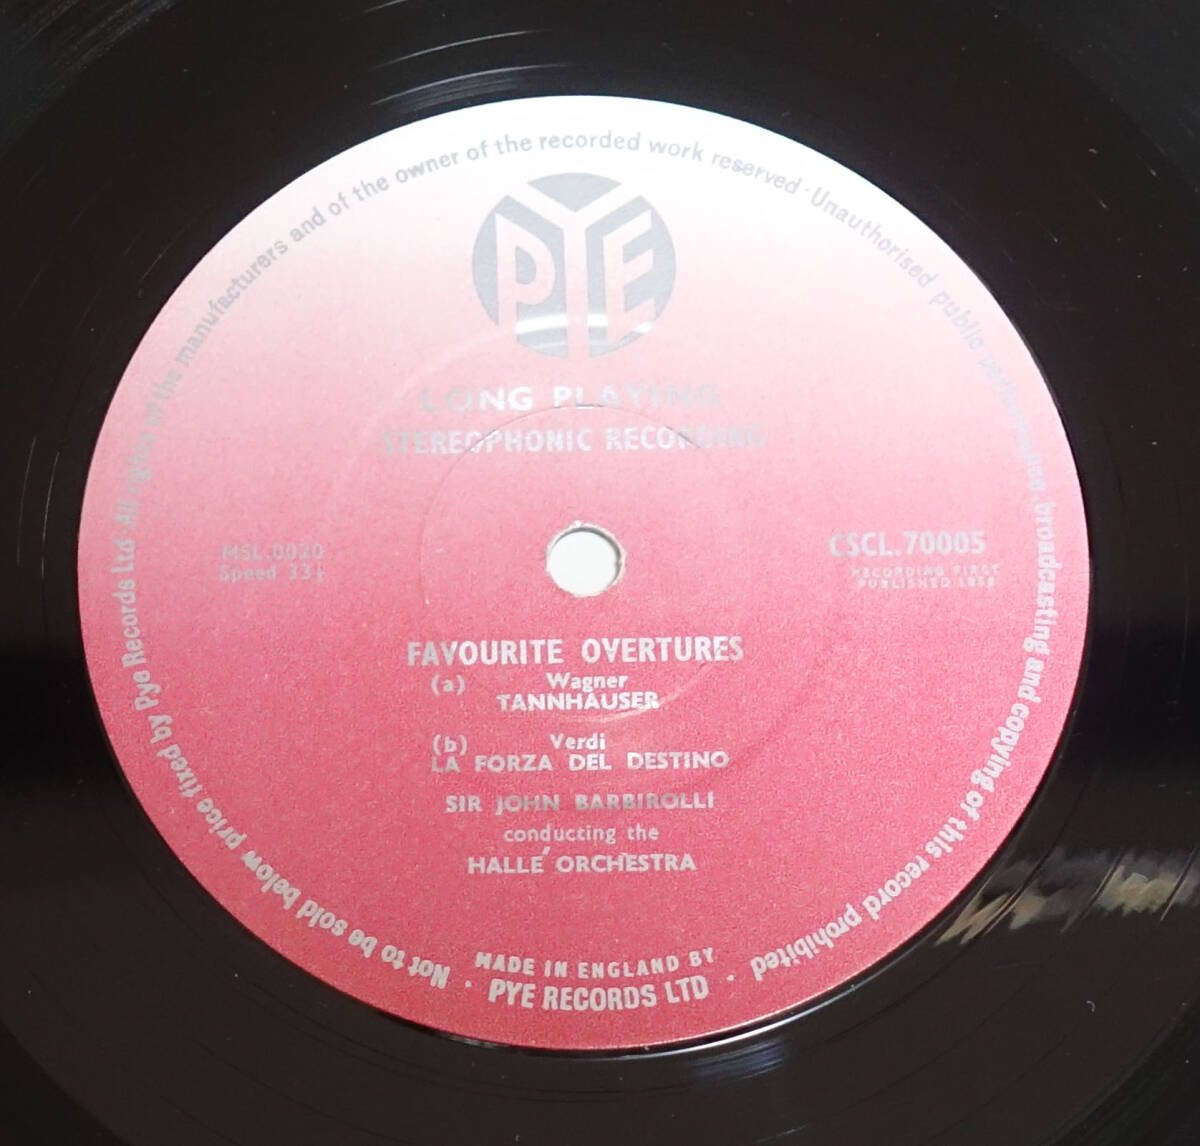 Not to be sold below price fixed by Pye Records Ltd · All rights of the manufacturers and of the owner of the recorded work reserved · Unauthorised public performance, broadcasting and copying of this record prohibited ·
PYE
LONG PLAYING
STEREOPHONIC RECORDING
MSL.0020
Speed 33⅓
CSCL.70005
RECORDING FIRST
PUBLISHED 1958
FAVOURITE OVERTURES
(a) Wagner
TANNHÄUSER
(b) Verdi
LA FORZA DEL DESTINO
SIR JOHN BARBIROLLI
conducting the
HALLÉ ORCHESTRA
MADE IN ENGLAND BY
PYE RECORDS LTD